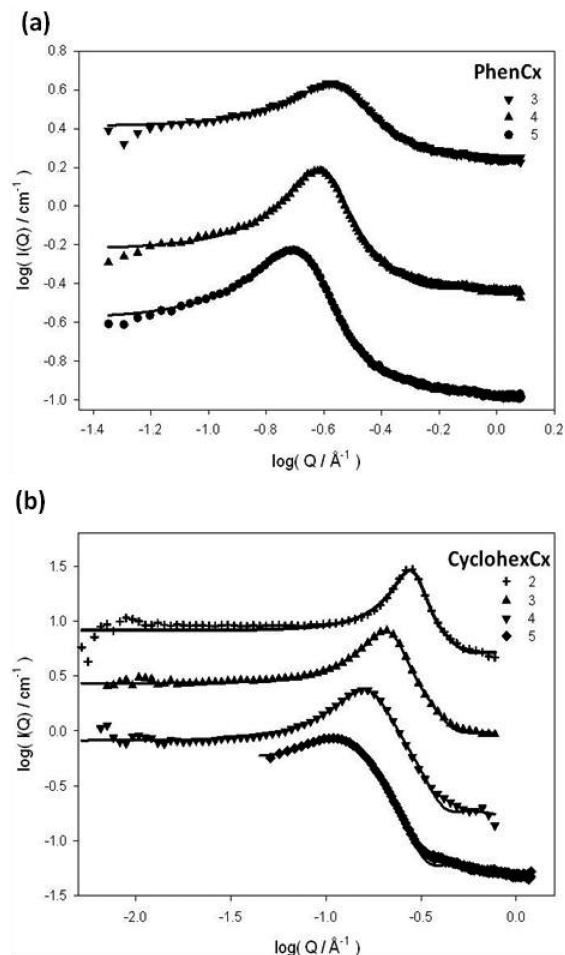 (a)
PhenCx
3
4
5
0.8
0.6
0.4
0.2
0.0
-0.2
-0.4
-0.6
-0.8
-1.0
log( I(Q) / cm-1 )
-1.4 -1.2 -1.0 -0.8 -0.6 -0.4 -0.2 0.0 0.2
log( Q / Å-1 )
(b)
CyclohexCx
2
3
4
5
1.5
1.0
0.5
0.0
-0.5
-1.0
-1.5
log( I(Q) / cm-1 )
-2.0 -1.5 -1.0 -0.5 0.0
log( Q / Å-1 )